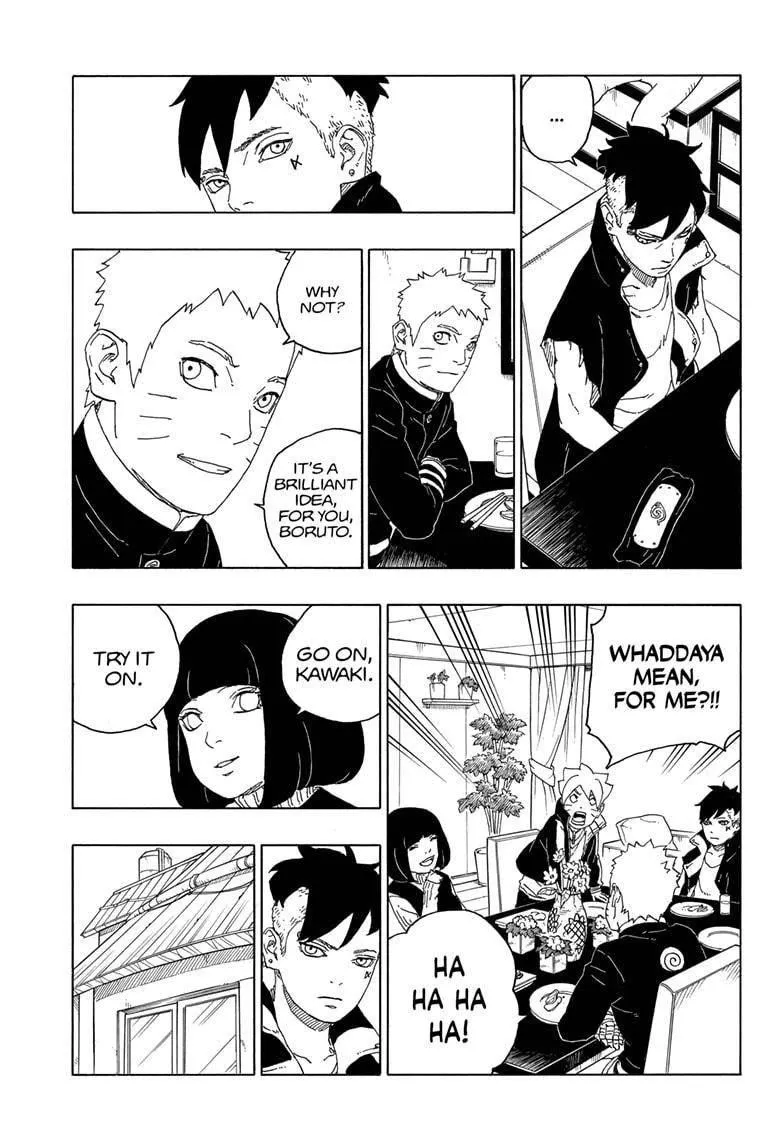 ...
WHY
NOT?
IT'S A
BRILLIANT
IDEA,
FOR YOU,
BORUTO.
WHADDAYA
MEAN,
FOR ME?!!
HA
HA HA
HA!
GO ON,
KAWAKI.
TRY IT
ON.